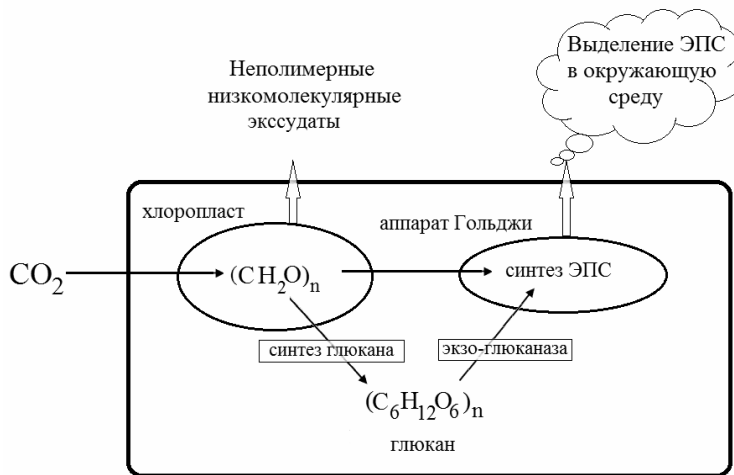 Выделение ЭПС
в окружающую
среду
Неполимерные
низкомолекулярные
экссудаты
хлоропласт
аппарат Гольджи
CO₂
(CH₂O)ₙ
синтез ЭПС
синтез глюкана
экзо-глюканаза
(C₆H₁₂O₆)ₙ
глюкан